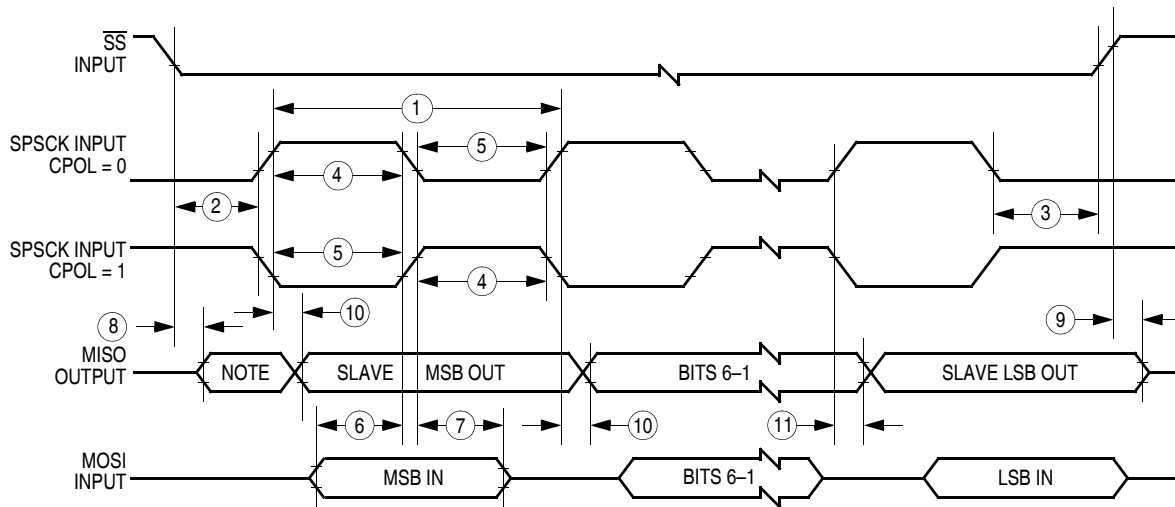 SS
INPUT
1
SPSCK INPUT
CPOL = 0
5
4
2
3
SPSCK INPUT
CPOL = 1
5
4
8
10
9
MISO
OUTPUT
NOTE
SLAVE
MSB OUT
BITS 6–1
SLAVE LSB OUT
6
7
10
11
MOSI
INPUT
MSB IN
BITS 6–1
LSB IN